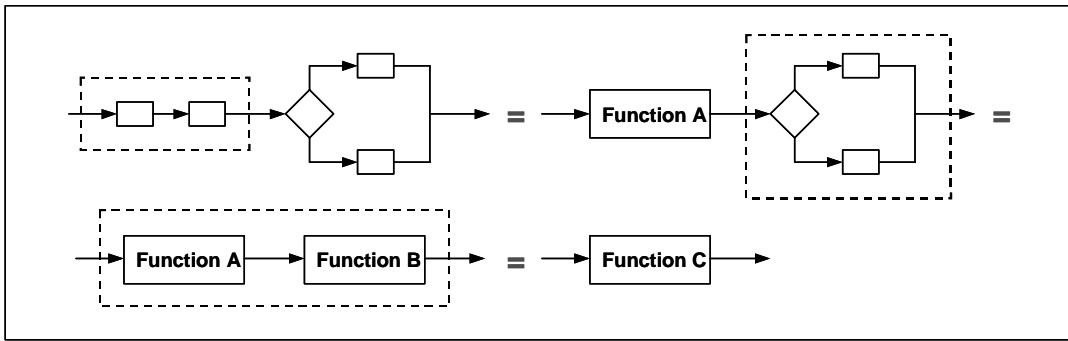 = Function A =
Function A Function B = Function C